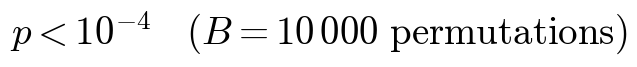 p < 10⁻⁴ (B = 10 000 permutations)